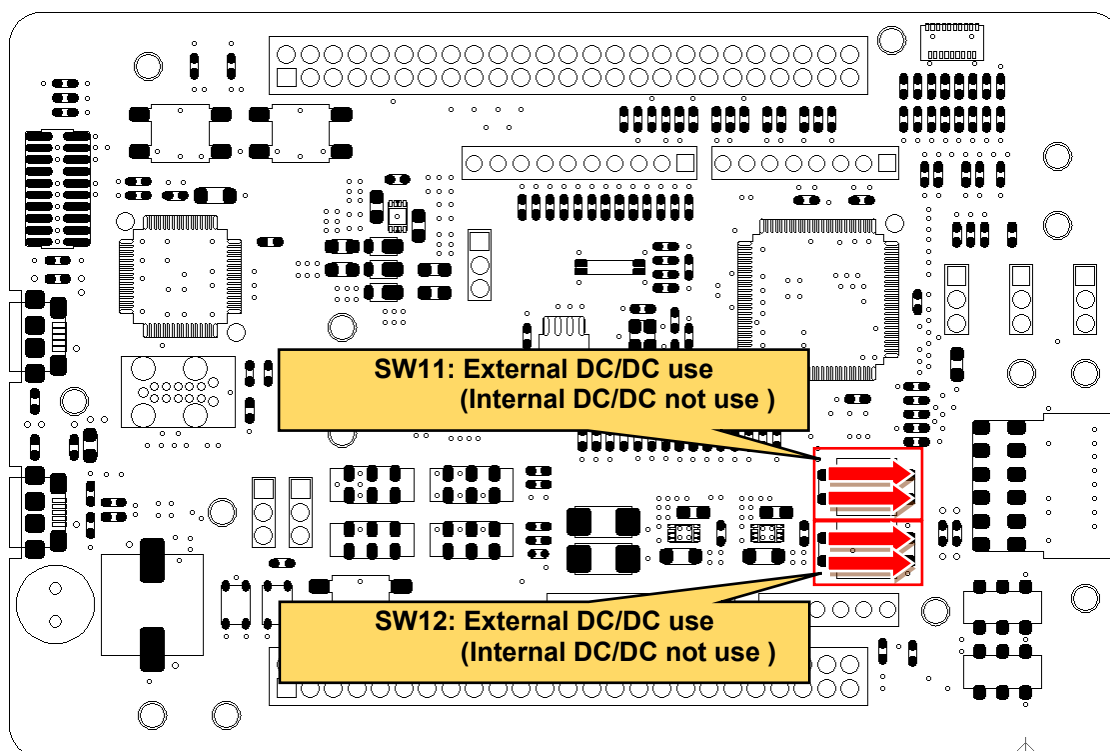 SW11: External DC/DC use
(Internal DC/DC not use )
SW12: External DC/DC use
(Internal DC/DC not use )